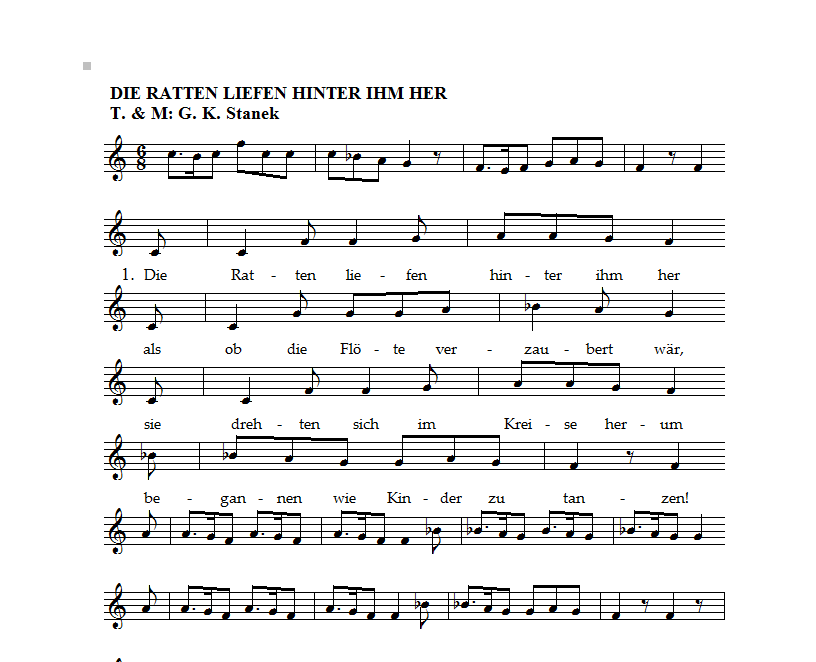 DIE RATTEN LIEFEN HINTER IHM HER
T. & M: G. K. Stanek
6
8
1. Die Rat - ten lie - fen hin - ter ihm her
als ob die Flö - te ver - zau - bert wär,
sie dreh - ten sich im Krei - se her - um
be - gan - nen wie Kin - der zu tan - zen!